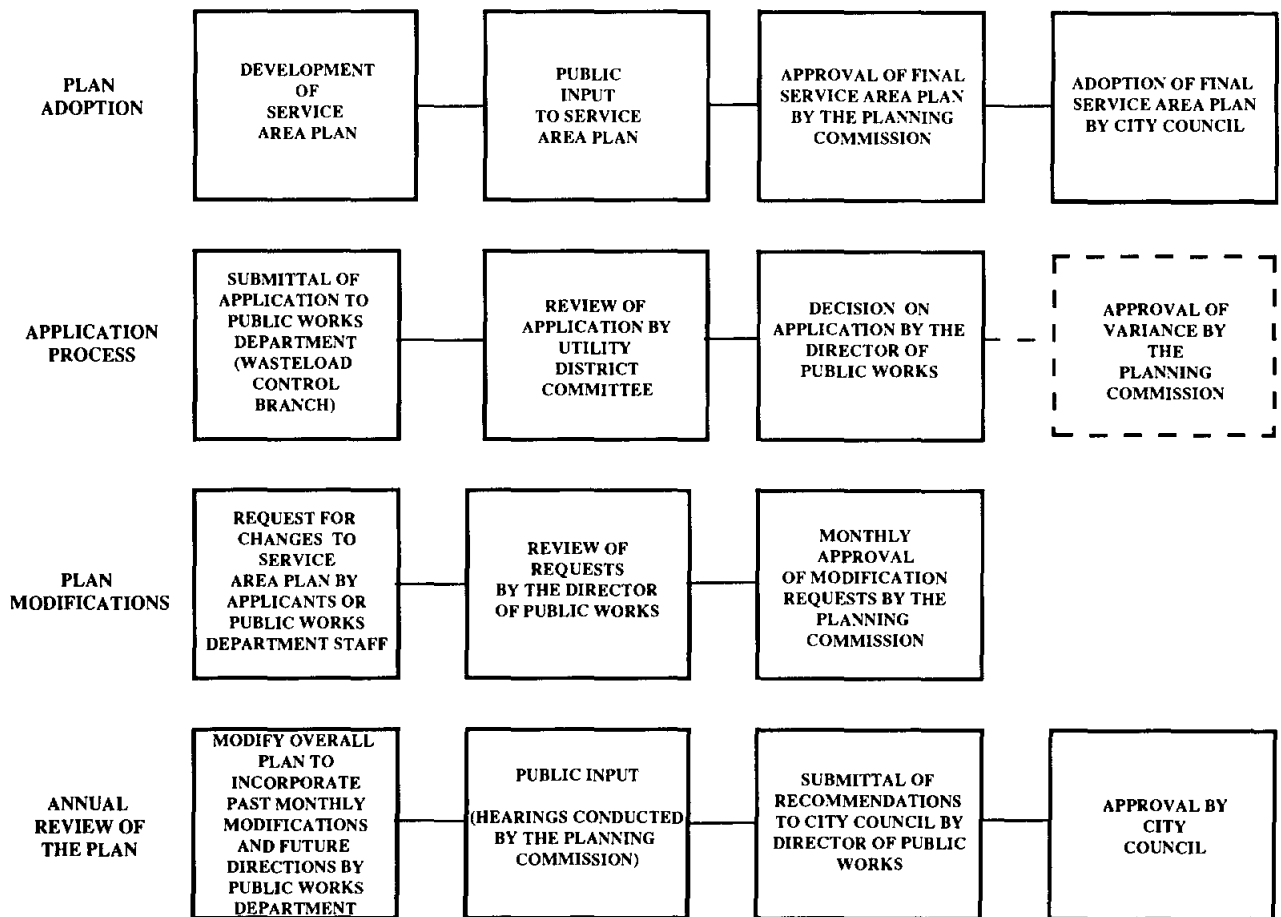 PLAN
ADOPTION
DEVELOPMENT
OF
SERVICE
AREA PLAN
PUBLIC
INPUT
TO SERVICE
AREA PLAN
APPROVAL OF FINAL
SERVICE AREA PLAN
BY THE PLANNING
COMMISSION
ADOPTION OF FINAL
SERVICE AREA PLAN
BY CITY COUNCIL
APPLICATION
PROCESS
SUBMITTAL OF
APPLICATION TO
PUBLIC WORKS
DEPARTMENT
(WASTELOAD
CONTROL
BRANCH)
REVIEW OF
APPLICATION BY
UTILITY
DISTRICT
COMMITTEE
DECISION ON
APPLICATION BY THE
DIRECTOR OF
PUBLIC WORKS
APPROVAL OF
VARIANCE BY
THE
PLANNING
COMMISSION
PLAN
MODIFICATIONS
REQUEST FOR
CHANGES TO
SERVICE
AREA PLAN BY
APPLICANTS OR
PUBLIC WORKS
DEPARTMENT STAFF
REVIEW OF
REQUESTS
BY THE DIRECTOR
OF PUBLIC WORKS
MONTHLY
APPROVAL
OF MODIFICATION
REQUESTS BY THE
PLANNING
COMMISSION
ANNUAL
REVIEW OF
THE PLAN
MODIFY OVERALL
PLAN TO
INCORPORATE
PAST MONTHLY
MODIFICATIONS
AND FUTURE
DIRECTIONS BY
PUBLIC WORKS
DEPARTMENT
PUBLIC INPUT
(HEARINGS CONDUCTED
BY THE PLANNING
COMMISSION)
SUBMITTAL OF
RECOMMENDATIONS
TO CITY COUNCIL BY
DIRECTOR OF PUBLIC
WORKS
APPROVAL BY
CITY
COUNCIL